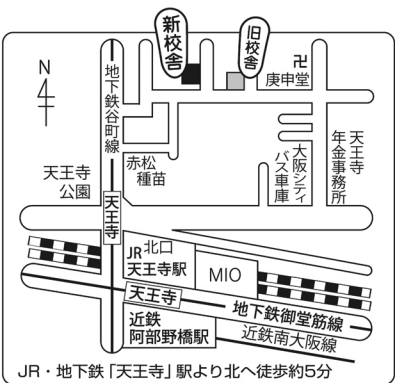 新校舎
旧校舎
卍
庚申堂
N
地下鉄谷町線
赤松
種苗
天王寺
公園
大阪シティ
バス車庫
天王寺
年金事務所
天王寺
JR 北口
天王寺駅
MIO
天王寺
地下鉄御堂筋線
近鉄
阿部野橋駅
近鉄南大阪線
JR・地下鉄「天王寺」駅より北へ徒歩約5分